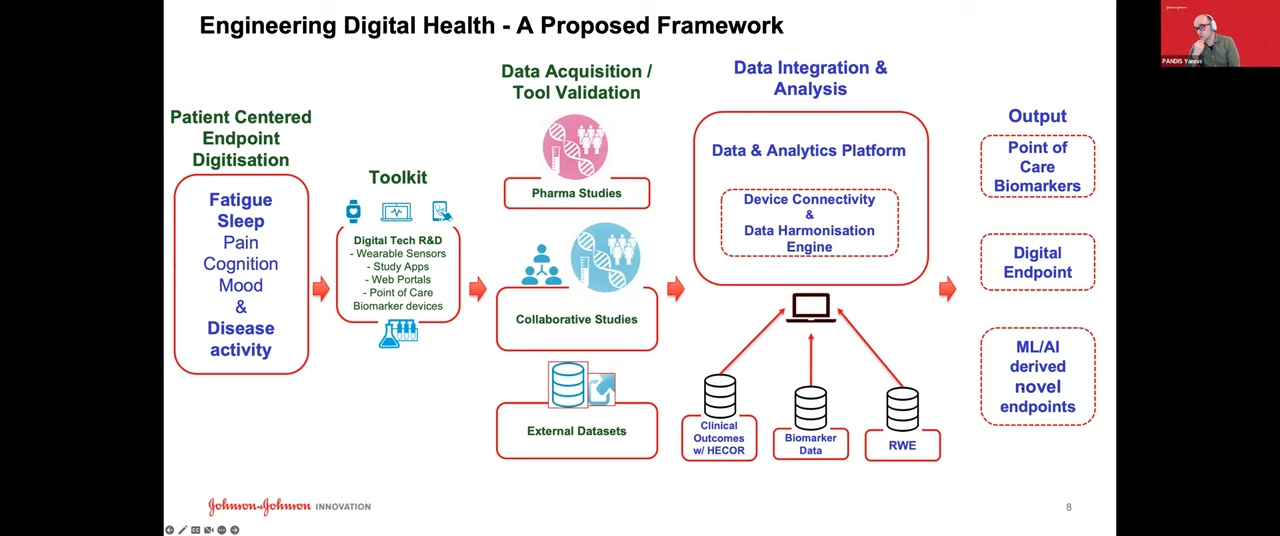 Engineering Digital Health - A Proposed Framework
Patient Centered
Endpoint
Digitisation
Fatigue
Sleep
Pain
Cognition
Mood
&
Disease
activity
Toolkit
Digital Tech R&D
- Wearable Sensors
- Study Apps
- Web Portals
- Point of Care
Biomarker devices
Data Acquisition /
Tool Validation
Pharma Studies
Collaborative Studies
External Datasets
Data Integration &
Analysis
Data & Analytics Platform
Device Connectivity
&
Data Harmonisation
Engine
Clinical
Outcomes
w/ HECOR
Biomarker
Data
RWE
Output
Point of
Care
Biomarkers
Digital
Endpoint
ML/AI
derived
novel
endpoints
Johnson & Johnson INNOVATION
8
Johnson & Johnson
PANDIS Yannis